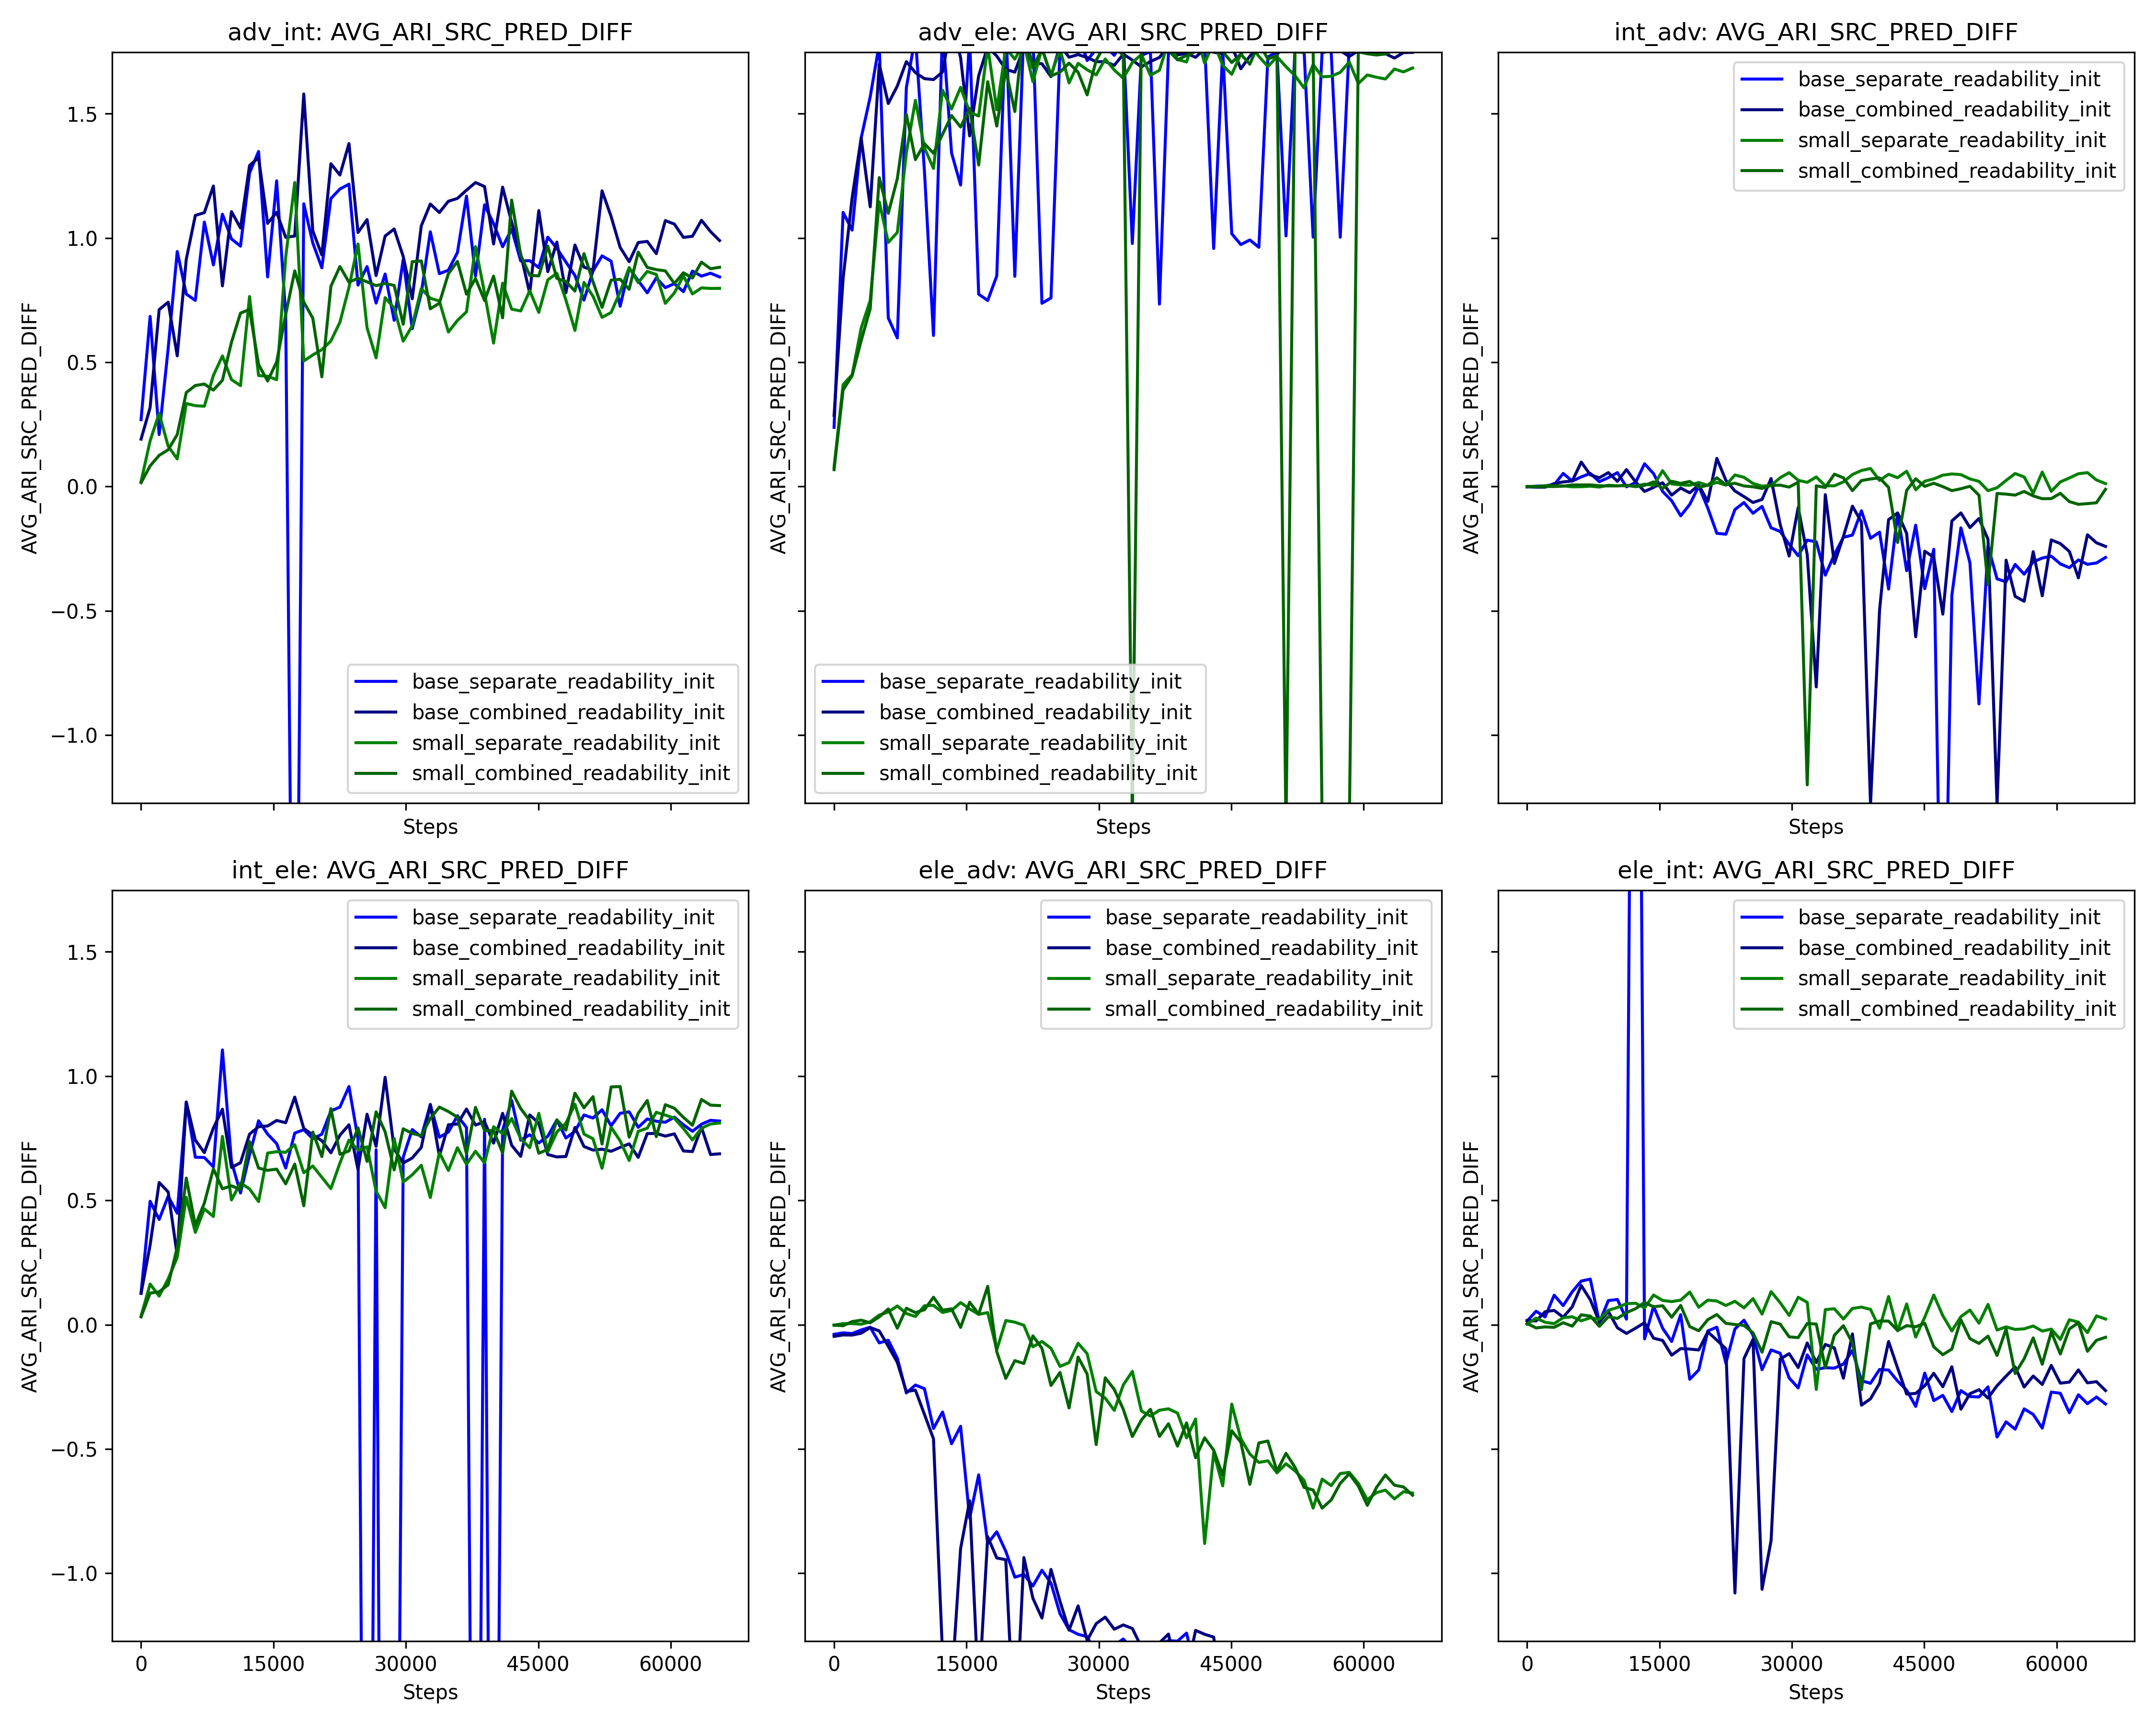 adv_int: AVG_ARI_SRC_PRED_DIFF
AVG_ARI_SRC_PRED_DIFF
1.5
1.0
0.5
0.0
−0.5
−1.0
base_separate_readability_init
base_combined_readability_init
small_separate_readability_init
small_combined_readability_init
Steps
adv_ele: AVG_ARI_SRC_PRED_DIFF
AVG_ARI_SRC_PRED_DIFF
base_separate_readability_init
base_combined_readability_init
small_separate_readability_init
small_combined_readability_init
Steps
int_adv: AVG_ARI_SRC_PRED_DIFF
AVG_ARI_SRC_PRED_DIFF
base_separate_readability_init
base_combined_readability_init
small_separate_readability_init
small_combined_readability_init
Steps
int_ele: AVG_ARI_SRC_PRED_DIFF
AVG_ARI_SRC_PRED_DIFF
1.5
1.0
0.5
0.0
−0.5
−1.0
base_separate_readability_init
base_combined_readability_init
small_separate_readability_init
small_combined_readability_init
0 15000 30000 45000 60000
Steps
ele_adv: AVG_ARI_SRC_PRED_DIFF
AVG_ARI_SRC_PRED_DIFF
base_separate_readability_init
base_combined_readability_init
small_separate_readability_init
small_combined_readability_init
0 15000 30000 45000 60000
Steps
ele_int: AVG_ARI_SRC_PRED_DIFF
AVG_ARI_SRC_PRED_DIFF
base_separate_readability_init
base_combined_readability_init
small_separate_readability_init
small_combined_readability_init
0 15000 30000 45000 60000
Steps